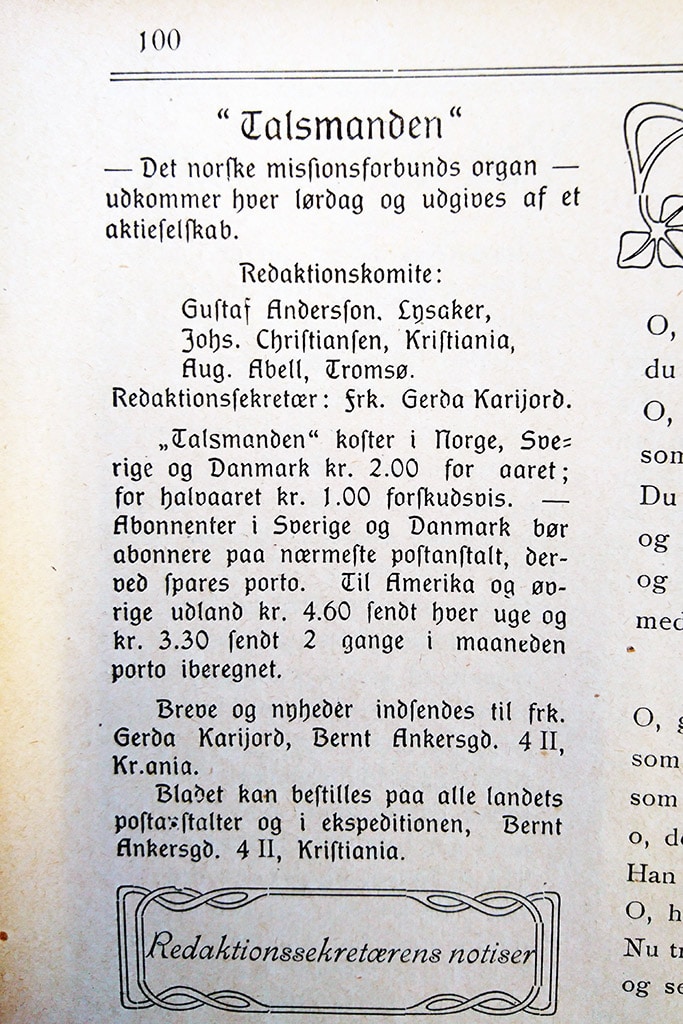 100
“Talsmanden“
— Det norske missionsforbunds organ —
udkommer hver lørdag og udgives af et
aktieselskab.
Redaktionskomite:
Gustaf Andersson. Lysaker,
Johs. Christiansen, Kristiania,
Aug. Abell, Tromsø.
Redaktionssekretær: Frk. Gerda Karijord.
„Talsmanden“ koster i Norge, Sve=
rige og Danmark kr. 2.00 for aaret;
for halvaaret kr. 1.00 forskudsvis. —
Abonnenter i Sverige og Danmark bør
abonnere paa nærmeste postanstalt, der-
ved spares porto. Til Amerika og øv-
rige udland kr. 4.60 sendt hver uge og
kr. 3.30 sendt 2 gange i maaneden
porto iberegnet.
Breve og nyheder indsendes til frk.
Gerda Karijord, Bernt Ankersgd. 4 II,
Kr.ania.
Bladet kan bestilles paa alle landets
postanstalter og i ekspeditionen, Bernt
Ankersgd. 4 II, Kristiania.
Redaktionssekretærens notiser
O,
du
O,
som
Du
og
og
med
O,
som
som
o,
Han
O,
Nu
og